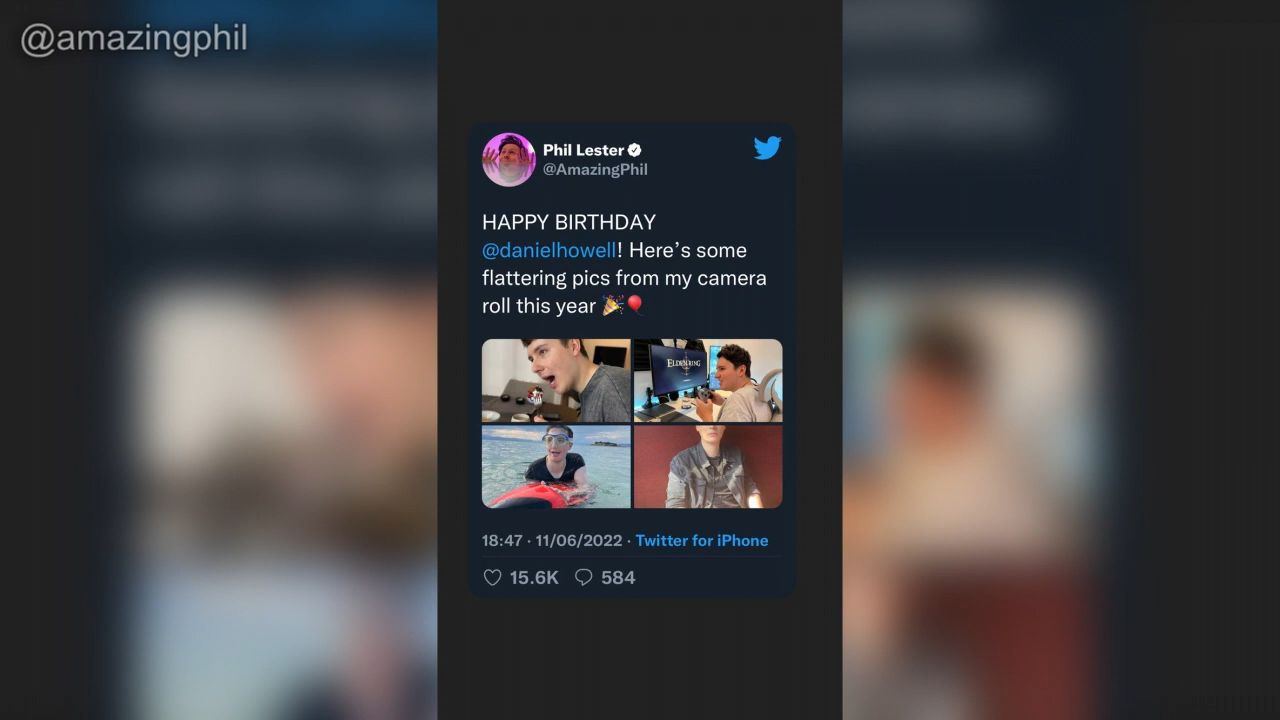 @amazingphil
Phil Lester
@AmazingPhil
HAPPY BIRTHDAY
@danielhowell! Here’s some
flattering pics from my camera
roll this year 🎉🎈
ELDEN RING
18:47 · 11/06/2022 · Twitter for iPhone
15.6K 584